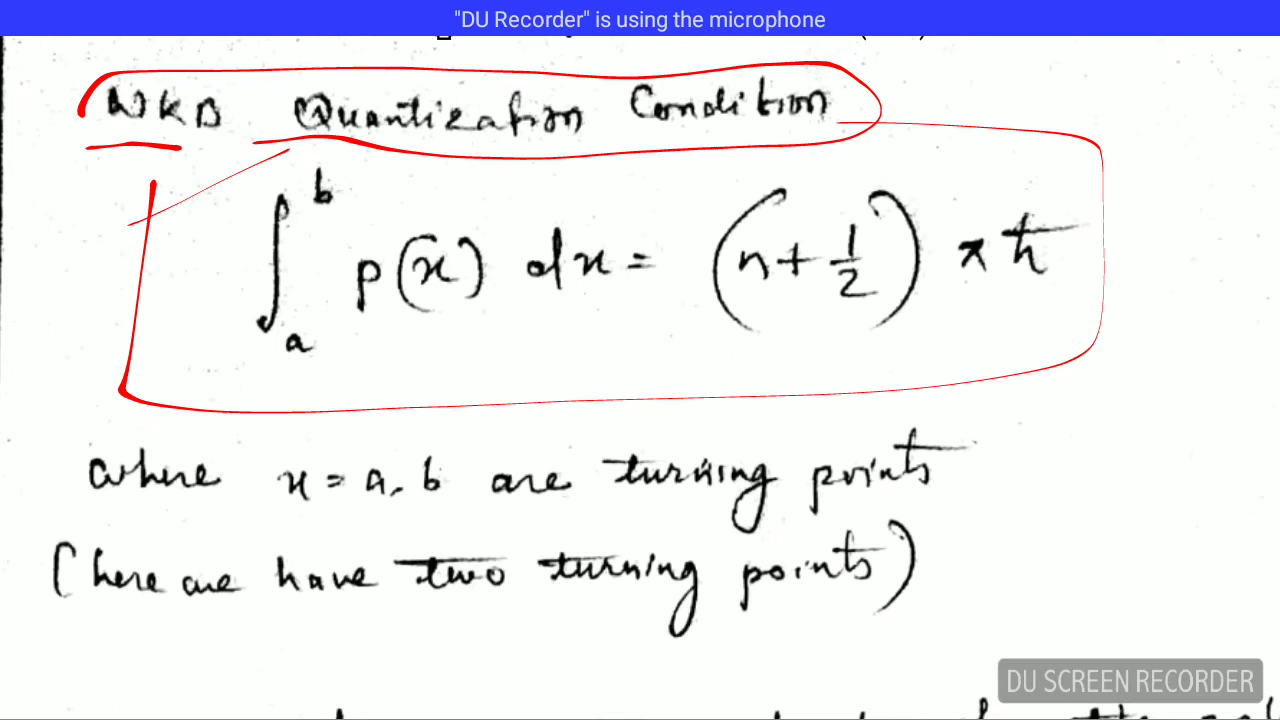 "DU Recorder" is using the microphone
WKB Quantization Condition
∫_a^b p(x) dx = (n + 1/2) π ħ
where x = a, b are turning points
(here we have two turning points)
DU SCREEN RECORDER